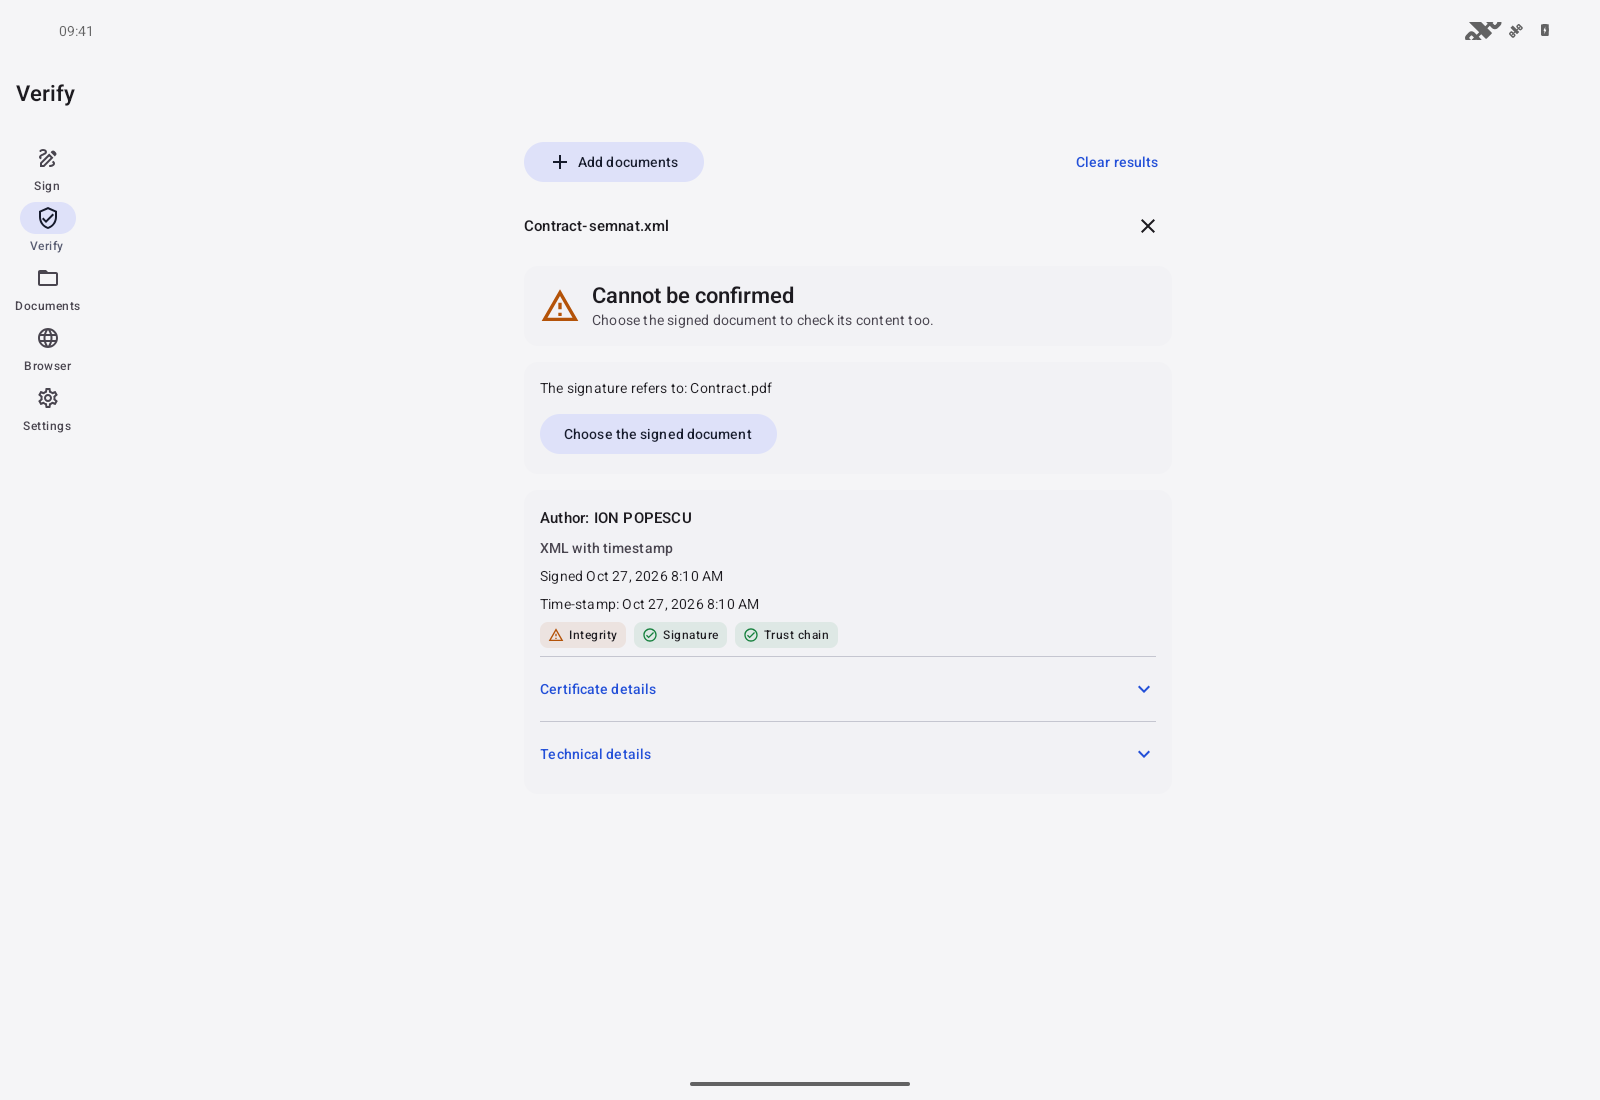 09:41
Verify
Sign
Verify
Documents
Browser
Settings
Add documents
Clear results
Contract-semnat.xml
Cannot be confirmed
Choose the signed document to check its content too.
The signature refers to: Contract.pdf
Choose the signed document
Author: ION POPESCU
XML with timestamp
Signed Oct 27, 2026 8:10 AM
Time-stamp: Oct 27, 2026 8:10 AM
Integrity
Signature
Trust chain
Certificate details
Technical details